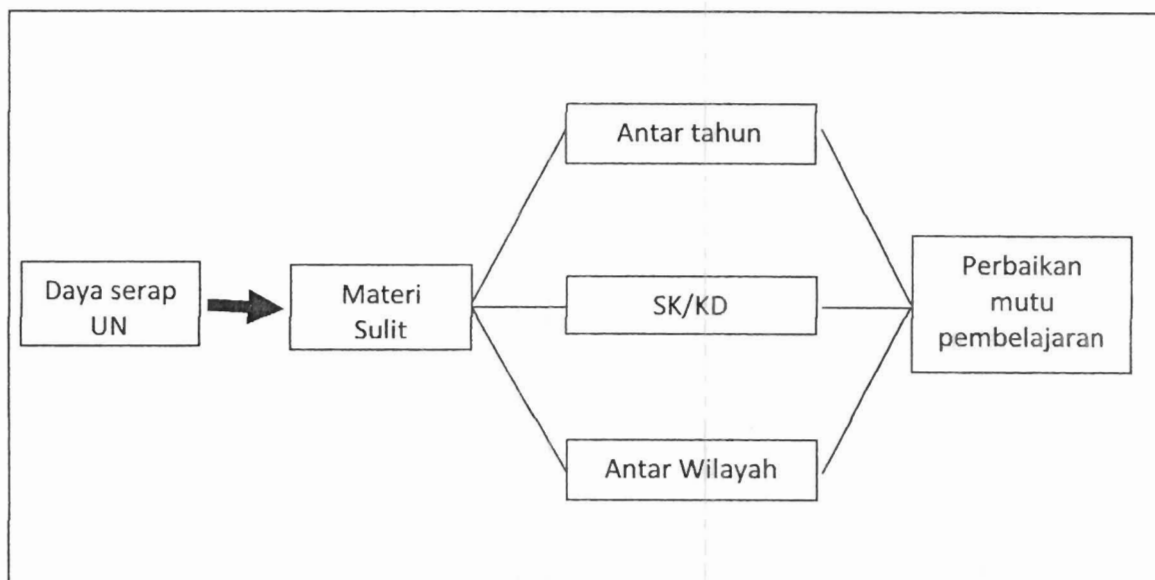 Daya serap
UN
Materi
Sulit
Antar tahun
SK/KD
Antar Wilayah
Perbaikan
mutu
pembelajaran